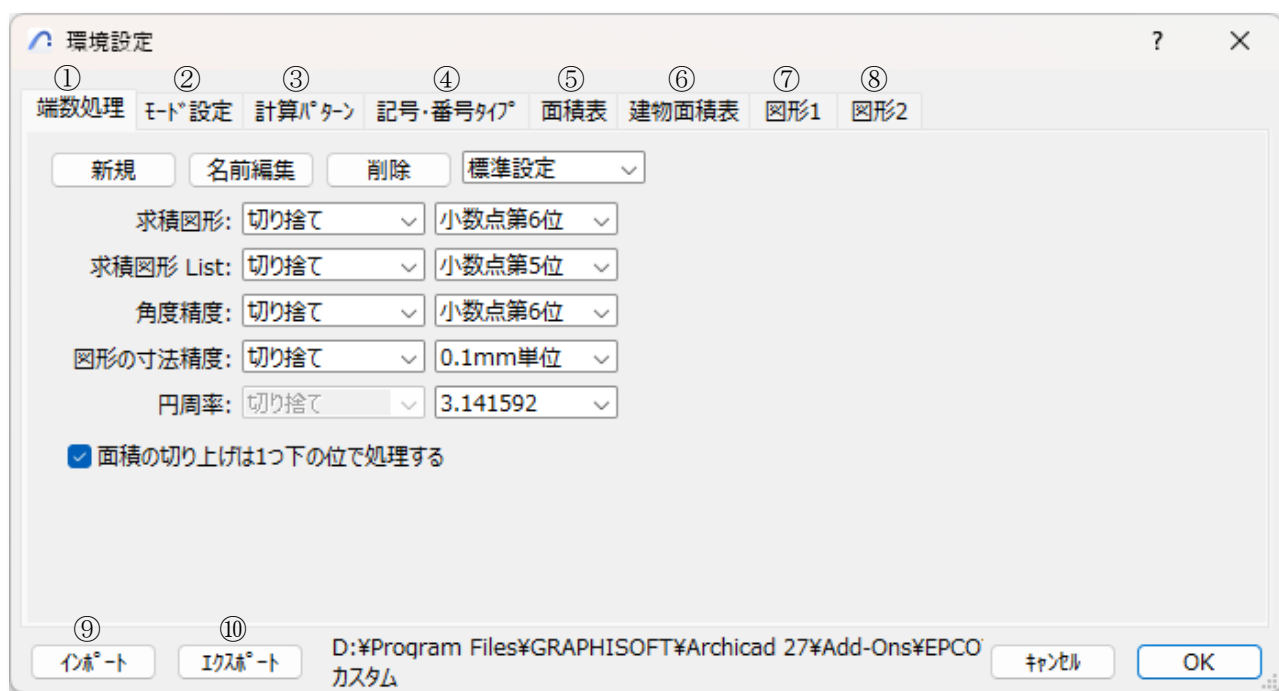 環境設定
?
① ② ③ ④ ⑤ ⑥ ⑦ ⑧
端数処理 ﾓｰﾄﾞ設定 計算ﾊﾟﾀｰﾝ 記号･番号ﾀｲﾌﾟ 面積表 建物面積表 図形1 図形2
新規 名前編集 削除 標準設定
求積図形: 切り捨て 小数点第6位
求積図形 List: 切り捨て 小数点第5位
角度精度: 切り捨て 小数点第6位
図形の寸法精度: 切り捨て 0.1mm単位
円周率: 切り捨て 3.141592
面積の切り上げは1つ下の位で処理する
⑨ ⑩
ｲﾝﾎﾟｰﾄ ｴｸｽﾎﾟｰﾄ D:¥Program Files¥GRAPHISOFT¥Archicad 27¥Add-Ons¥EPCO ｷｬﾝｾﾙ OK
カスタム